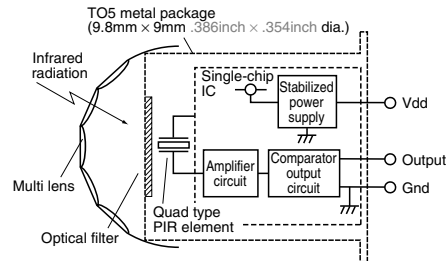 TO5 metal package
(9.8mm × 9mm .386inch × .354inch dia.)
Infrared
radiation
Single-chip
IC
Stabilized
power
supply
Vdd
Amplifier
circuit
Comparator
output
circuit
Output
Gnd
Multi lens
Quad type
PIR element
Optical filter